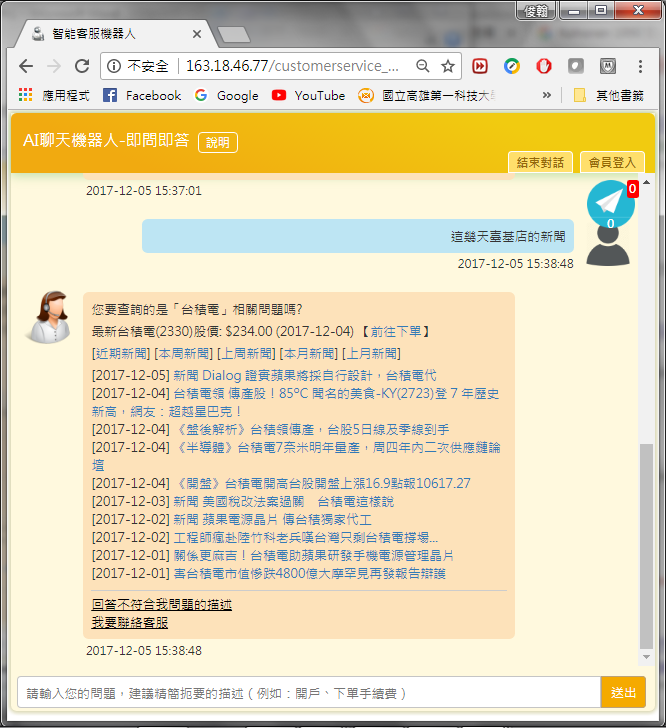 俊翰
智能客服機器人
不安全 163.18.46.77/customerservice_...
應用程式 Facebook Google YouTube 國立高雄第一科技大學 » 其他書籤
AI聊天機器人-即問即答 說明
結束對話 會員登入
2017-12-05 15:37:01
0
0
這幾天臺基店的新聞
2017-12-05 15:38:48
您要查詢的是「台積電」相關問題嗎?
最新台積電(2330)股價: $234.00 (2017-12-04) 【前往下單】
[近期新聞] [本周新聞] [上周新聞] [本月新聞] [上月新聞]
[2017-12-05] 新聞 Dialog 證實蘋果將採自行設計，台積電代
[2017-12-04] 台積電領 傳產股！85ºC 聞名的美食-KY(2723)登 7 年歷史
新高，網友：超越星巴克！
[2017-12-04] 《盤後解析》台積領傳產，台股5日線及季線到手
[2017-12-04] 《半導體》台積電7奈米明年量產，周四年內二次供應鏈論
壇
[2017-12-04] 《開盤》台積電開高台股開盤上漲16.9點報10617.27
[2017-12-03] 新聞 美國稅改法案過關　台積電這樣說
[2017-12-02] 新聞 蘋果電源晶片 傳台積獨家代工
[2017-12-02] 工程師瘋赴陸竹科老兵嘆台灣只剩台積電撐場...
[2017-12-01] 關係更麻吉！台積電助蘋果研發手機電源管理晶片
[2017-12-01] 害台積電市值慘跌4800億大摩罕見再發報告辯護
回答不符合我問題的描述
我要聯絡客服
2017-12-05 15:38:48
請輸入您的問題，建議精簡扼要的描述（例如：開戶、下單手續費） 送出